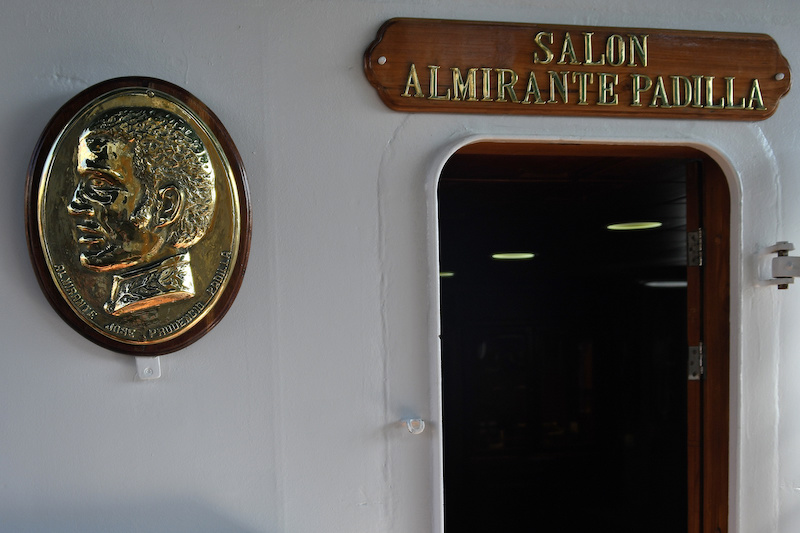 SALON
ALMIRANTE PADILLA
ALMIRANTE JOSE PRUDENCIO PADILLA